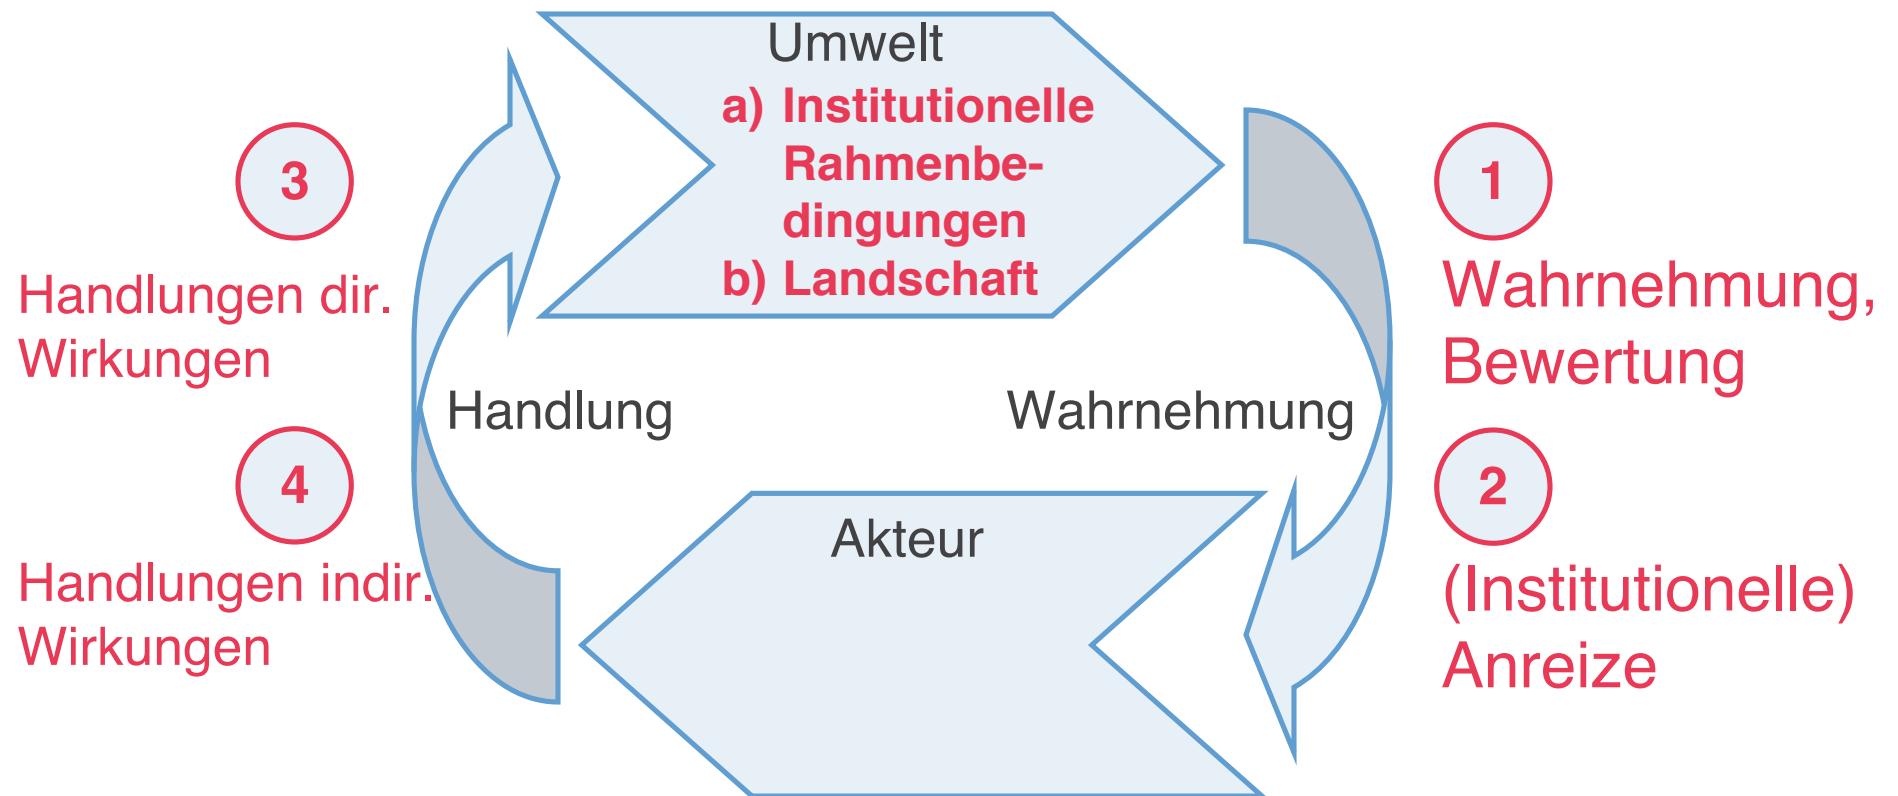 Umwelt
a) Institutionelle
Rahmenbe-
dingungen
b) Landschaft
3
Handlungen dir.
Wirkungen
1
Wahrnehmung,
Bewertung
Handlung
Wahrnehmung
4
Handlungen indir.
Wirkungen
Akteur
2
(Institutionelle)
Anreize